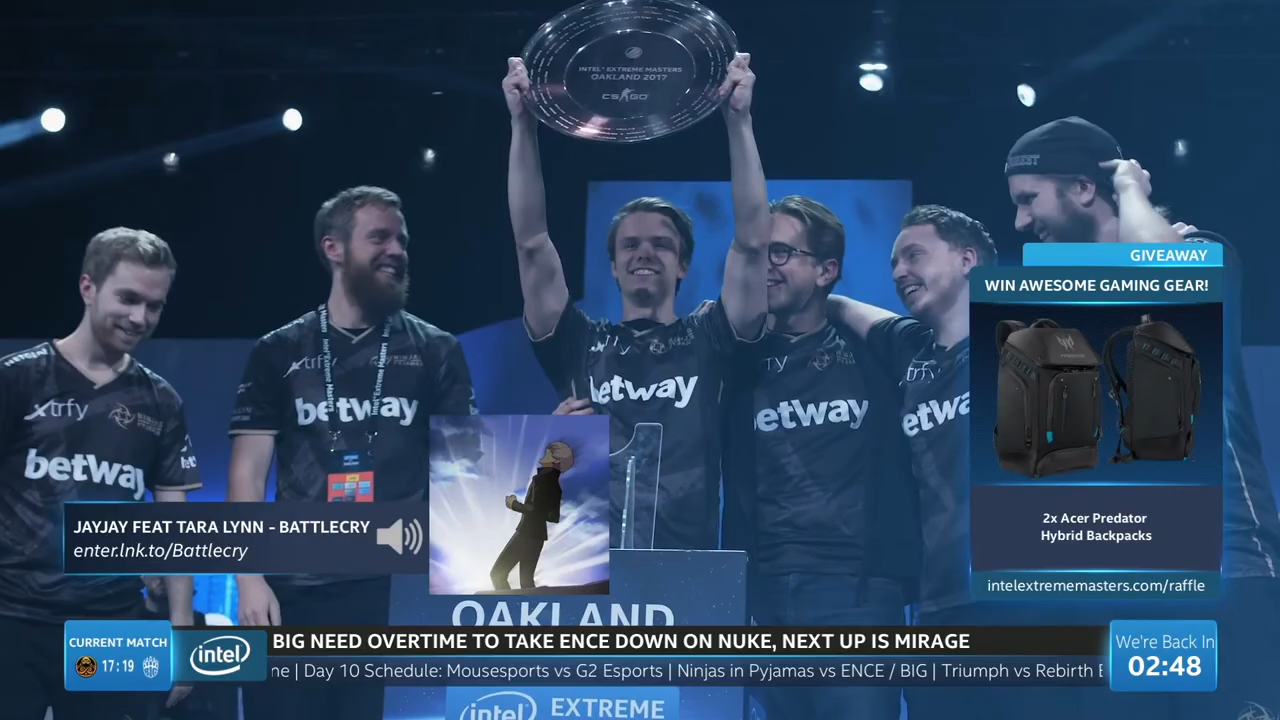 INTEL® EXTREME MASTERS
OAKLAND 2017
CS GO
GIVEAWAY
WIN AWESOME GAMING GEAR!
2x Acer Predator
Hybrid Backpacks
intelextrememasters.com/raffle
xtrfy
betway
xtrfy
betway
betway
betway
JAYJAY FEAT TARA LYNN - BATTLECRY
enter.lnk.to/Battlecry
OAKLAND
CURRENT MATCH
17:19
intel
BIG NEED OVERTIME TO TAKE ENCE DOWN ON NUKE, NEXT UP IS MIRAGE
ne | Day 10 Schedule: Mousesports vs G2 Esports | Ninjas in Pyjamas vs ENCE / BIG | Triumph vs Rebirth E
We're Back In
02:48
intel EXTREME